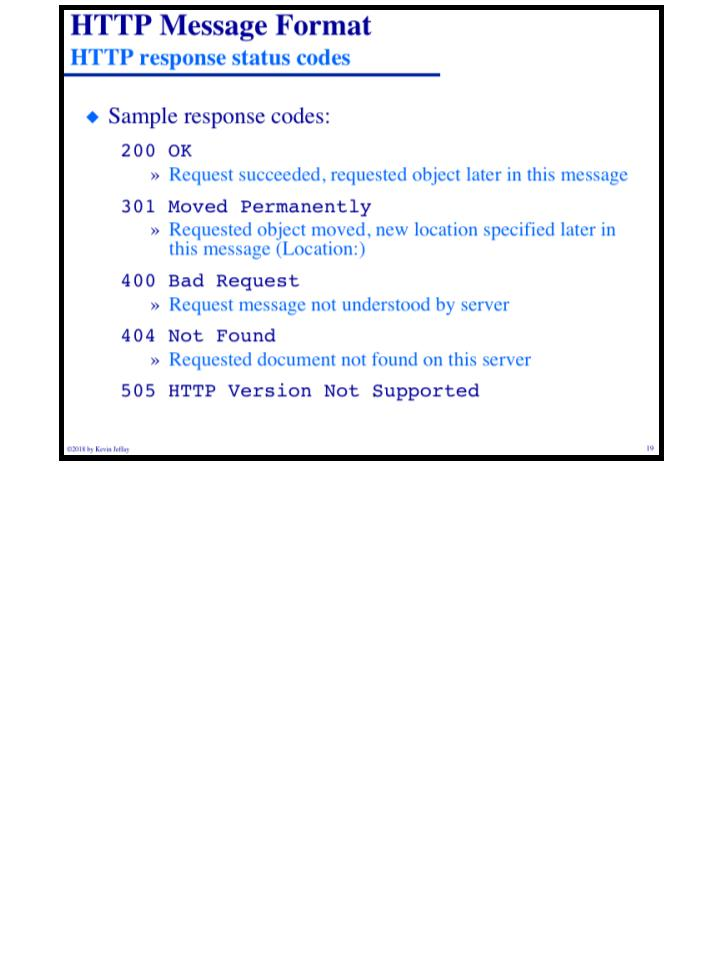 HTTP Message Format
HTTP response status codes
◆ Sample response codes:
200 OK
» Request succeeded, requested object later in this message
301 Moved Permanently
» Requested object moved, new location specified later in
this message (Location:)
400 Bad Request
» Request message not understood by server
404 Not Found
» Requested document not found on this server
505 HTTP Version Not Supported
©2018 by Kevin Jeffay
19